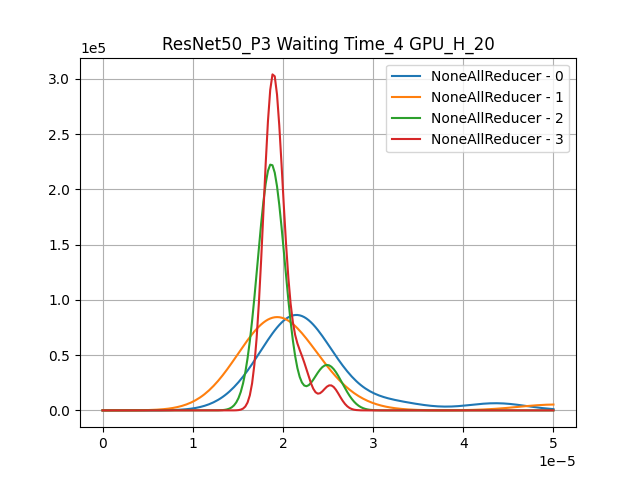 ResNet50_P3 Waiting Time_4 GPU_H_20
1e5
NoneAllReducer - 0
NoneAllReducer - 1
NoneAllReducer - 2
NoneAllReducer - 3
3.0
2.5
2.0
1.5
1.0
0.5
0.0
0 1 2 3 4 5
1e−5